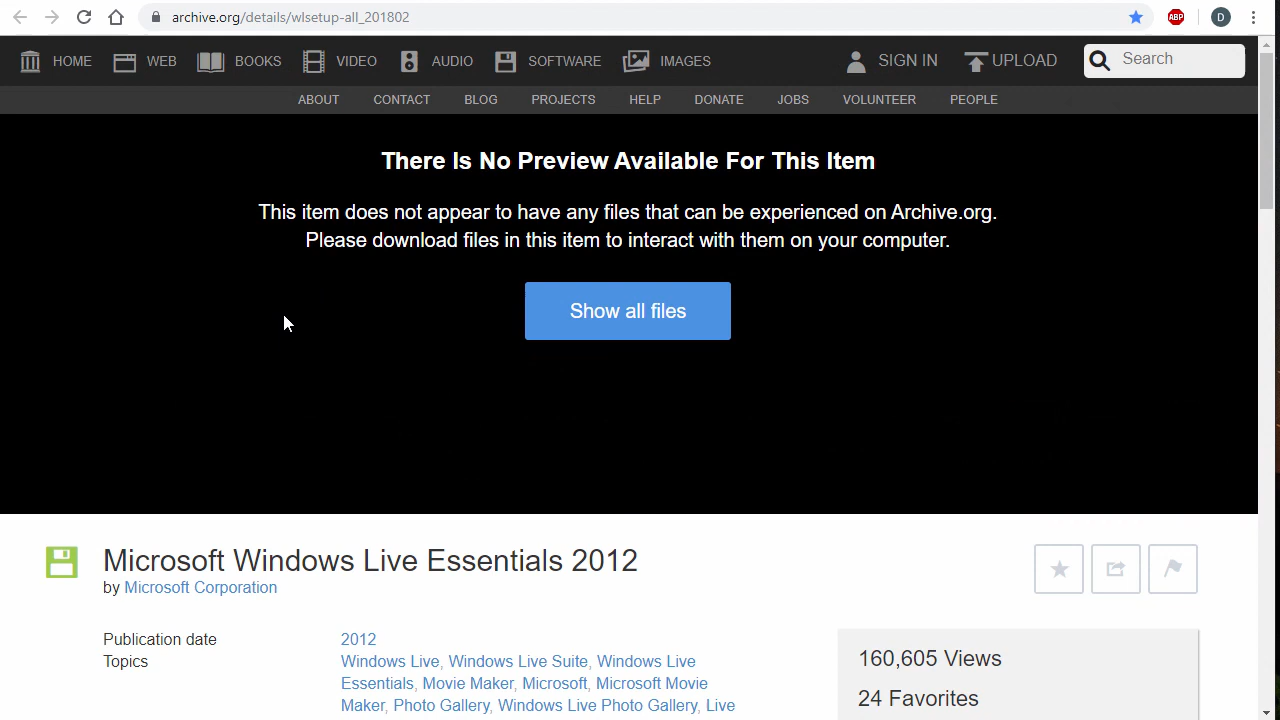 archive.org/details/wlsetup-all_201802
ABP
D
HOME WEB BOOKS VIDEO AUDIO SOFTWARE IMAGES SIGN IN UPLOAD Search
ABOUT CONTACT BLOG PROJECTS HELP DONATE JOBS VOLUNTEER PEOPLE
There Is No Preview Available For This Item
This item does not appear to have any files that can be experienced on Archive.org.
Please download files in this item to interact with them on your computer.
Show all files
Microsoft Windows Live Essentials 2012
by Microsoft Corporation
Publication date 2012
Topics Windows Live, Windows Live Suite, Windows Live
Essentials, Movie Maker, Microsoft, Microsoft Movie
Maker, Photo Gallery, Windows Live Photo Gallery, Live
160,605 Views
24 Favorites